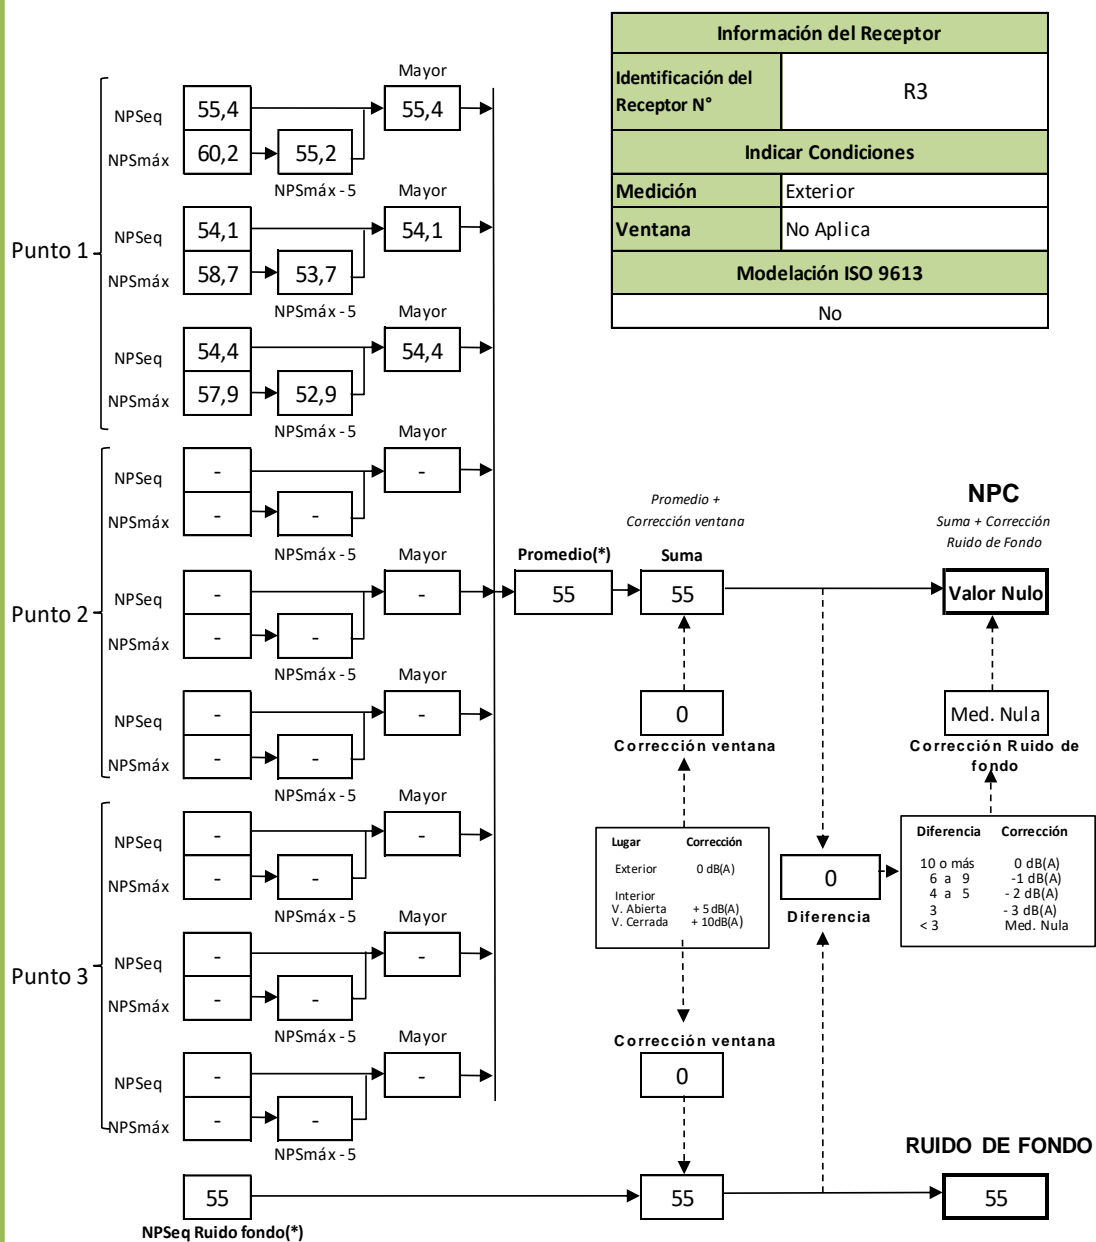 Información del Receptor
Identificación del Receptor N°
R3
Indicar Condiciones
Medición
Exterior
Ventana
No Aplica
Modelación ISO 9613
No
Punto 1
Mayor
NPSeq
55,4
55,4
NPSmáx
60,2
55,2
NPSmáx - 5
Mayor
NPSeq
54,1
54,1
NPSmáx
58,7
53,7
NPSmáx - 5
Mayor
NPSeq
54,4
54,4
NPSmáx
57,9
52,9
NPSmáx - 5
Punto 2
Mayor
NPSeq
-
-
NPSmáx
-
-
NPSmáx - 5
Mayor
NPSeq
-
-
NPSmáx
-
-
NPSmáx - 5
Mayor
NPSeq
-
-
NPSmáx
-
-
NPSmáx - 5
Punto 3
Mayor
NPSeq
-
-
NPSmáx
-
-
NPSmáx - 5
Mayor
NPSeq
-
-
NPSmáx
-
-
NPSmáx - 5
Mayor
NPSeq
-
-
NPSmáx
-
-
NPSmáx - 5
Promedio(*)
55
Promedio +
Corrección ventana
Suma
55
NPC
Suma + Corrección
Ruido de Fondo
Valor Nulo
0
Corrección ventana
Med. Nula
Corrección Ruido de
fondo
Lugar Corrección
Exterior 0 dB(A)
Interior
V. Abierta + 5 dB(A)
V. Cerrada + 10dB(A)
0
Diferencia
Diferencia Corrección
10 o más 0 dB(A)
6 a 9 -1 dB(A)
4 a 5 - 2 dB(A)
3 - 3 dB(A)
< 3 Med. Nula
Corrección ventana
0
RUIDO DE FONDO
55
55
55
NPSeq Ruido fondo(*)